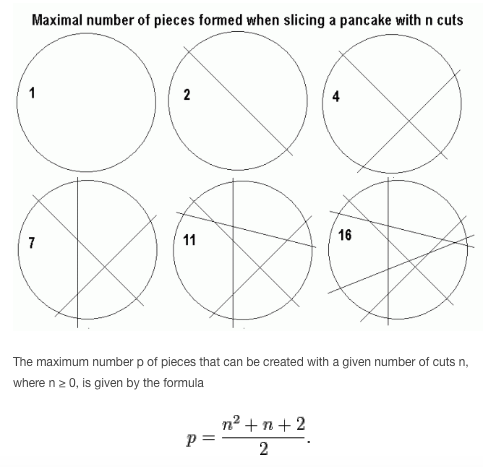 Maximal number of pieces formed when slicing a pancake with n cuts
1 2 4
7 11 16
The maximum number p of pieces that can be created with a given number of cuts n,
where n ≥ 0, is given by the formula
p = (n² + n + 2) / 2.